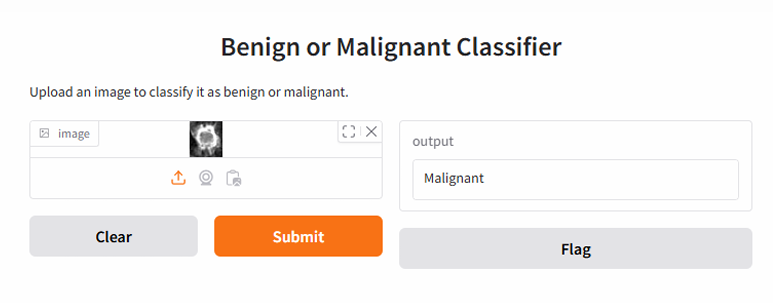 Benign or Malignant Classifier
Upload an image to classify it as benign or malignant.
image
output
Malignant
Clear
Submit
Flag